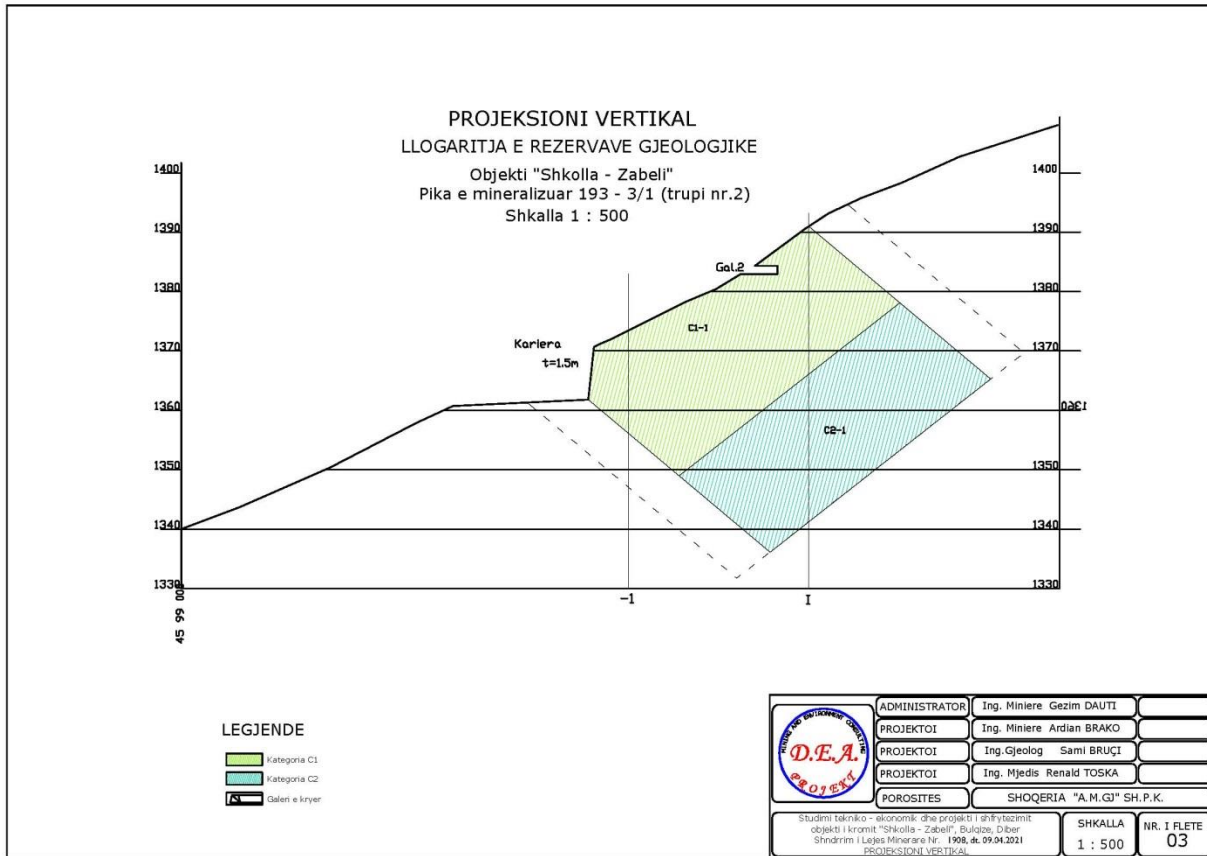 PROJEKSIONI VERTIKAL
LLOGARITJA E REZERVAVE GJEOLOGJIKE
Objekti "Shkolla - Zabeli"
Pika e mineralizuar 193 - 3/1 (trupi nr.2)
Shkalla 1 : 500
1400
1390
1380
1370
1360
1350
1340
1330
1400
1390
1380
1370
1360
1350
1340
1330
Gal.2
C1-1
Kariera
t=1.5m
C2-1
-1
I
45 99 000
LEGJENDE
Kategoria C1
Kategoria C2
Galeri e kryer
MINING AND ENVIRONMENT CONSULTING
D.E.A.
PROJEKT
ADMINISTRATOR Ing. Miniere Gezim DAUTI
PROJEKTOI Ing. Miniere Ardian BRAKO
PROJEKTOI Ing.Gjeolog Sami BRUÇI
PROJEKTOI Ing. Mjedis Renald TOSKA
POROSITES SHOQERIA "A.M.GJ" SH.P.K.
Studimi tekniko - ekonomik dhe projekti i shfrytezimit
objekti i kromit "Shkolla - Zabeli", Bulqize, Diber
Shndrrim i Lejes Minerare Nr. 1908, dt. 09.04.2021
PROJEKSIONI VERTIKAL
SHKALLA
1 : 500
NR. I FLETE
03